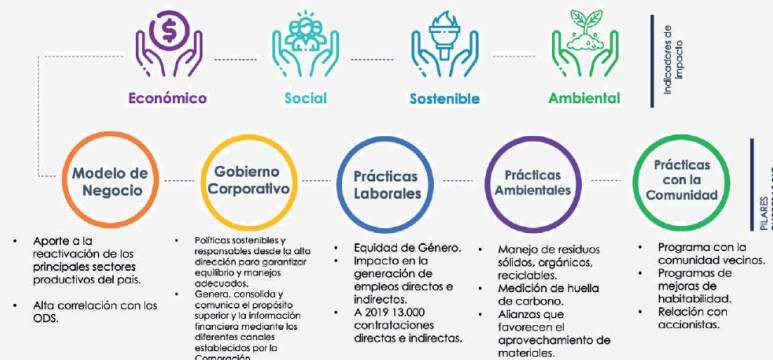 Económico
Social
Sostenible
Ambiental
Indicadores de
impacto
Modelo de
Negocio
Gobierno
Corporativo
Prácticas
Laborales
Prácticas
Ambientales
Prácticas
con la
Comunidad
PILARES
• Aporte a la
reactivación de los
principales sectores
productivos del país.
• Alta correlación con los
ODS.
• Políticas sostenibles y
responsables desde la alta
dirección para garantizar
equilibrio y manejos
adecuados.
• Genera, consolida y
comunica el propósito
superior y la información
financiera mediante los
diferentes canales
establecidos por la
Corporación
• Equidad de Género.
• Impacto en la
generación de
empleos directos e
indirectos.
• A 2019 13.000
contrataciones
directas e indirectas.
• Manejo de residuos
sólidos, orgánicos,
reciclables.
• Medición de huella
de carbono.
• Alianzas que
favorecen el
aprovechamiento de
materiales.
• Programa con la
comunidad vecinos.
• Programas de
mejoras de
habitabilidad.
• Relación con
accionistas.